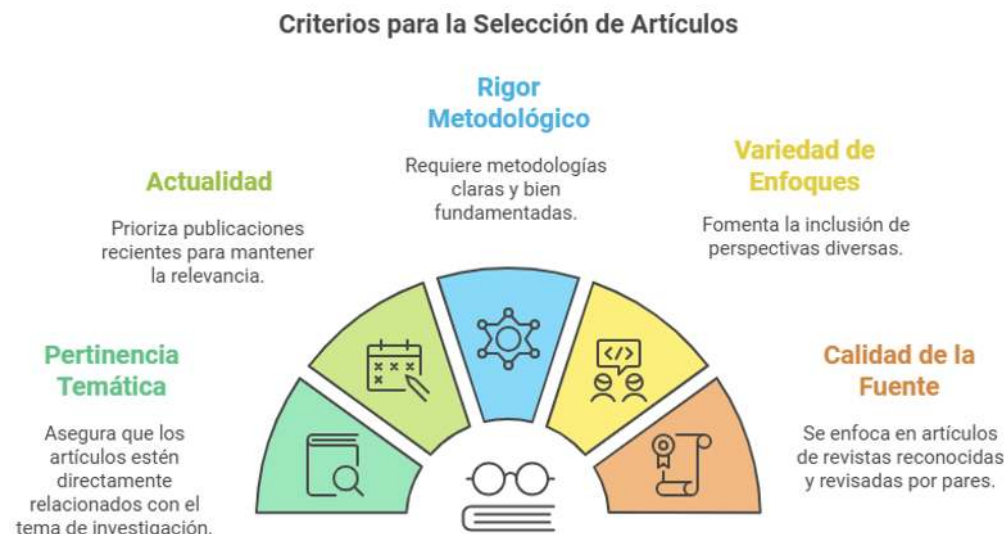 Criterios para la Selección de Artículos
Rigor
Metodológico
Requiere metodologías
claras y bien
fundamentadas.
Actualidad
Prioriza publicaciones
recientes para mantener
la relevancia.
Variedad de
Enfoques
Fomenta la inclusión de
perspectivas diversas.
Pertinencia
Temática
Asegura que los
artículos estén
directamente
relacionados con el
tema de investigación.
Calidad de la
Fuente
Se enfoca en artículos
de revistas reconocidas
y revisadas por pares.